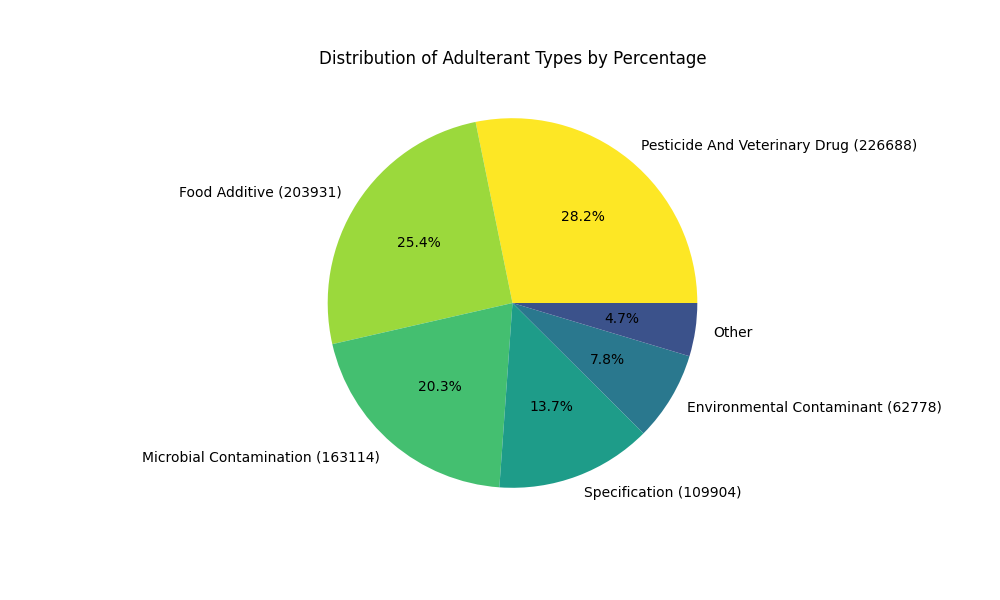 Distribution of Adulterant Types by Percentage
Pesticide And Veterinary Drug (226688)
28.2%
Food Additive (203931)
25.4%
Microbial Contamination (163114)
20.3%
Specification (109904)
13.7%
Environmental Contaminant (62778)
7.8%
Other
4.7%